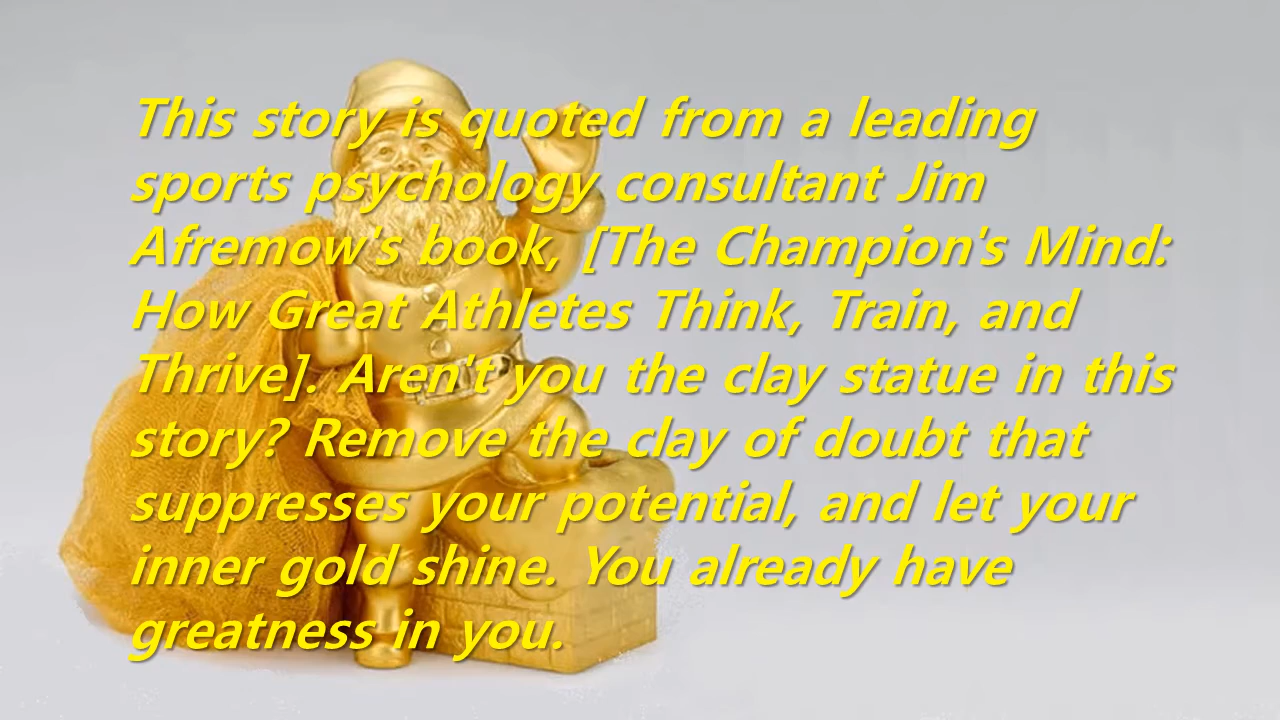 This story is quoted from a leading
sports psychology consultant Jim
Afremow's book, [The Champion's Mind:
How Great Athletes Think, Train, and
Thrive]. Aren't you the clay statue in this
story? Remove the clay of doubt that
suppresses your potential, and let your
inner gold shine. You already have
greatness in you.